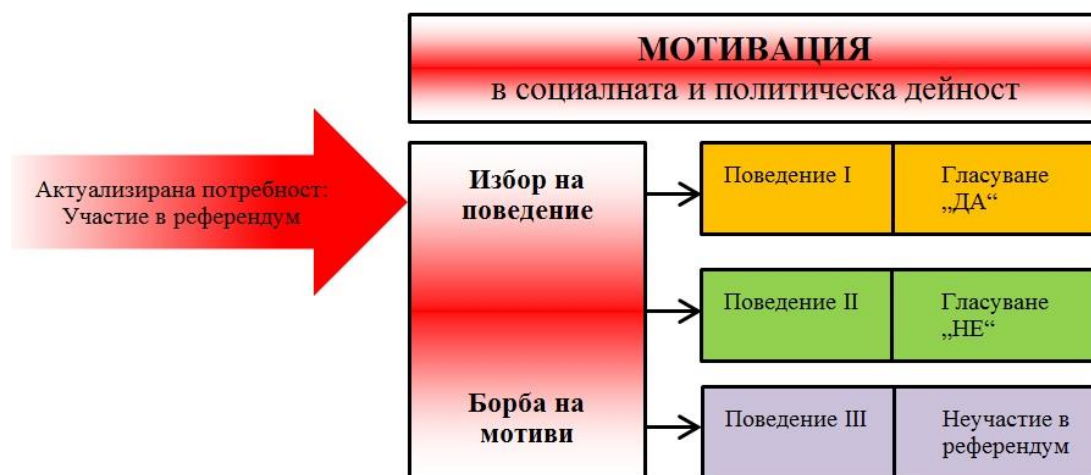 МОТИВАЦИЯ
в социалната и политическа дейност
Актуализирана потребност:
Участие в референдум
Избор на
поведение
Борба на
мотиви
Поведение I
Гласуване
„ДА“
Поведение II
Гласуване
„НЕ“
Поведение III
Неучастие в
референдум